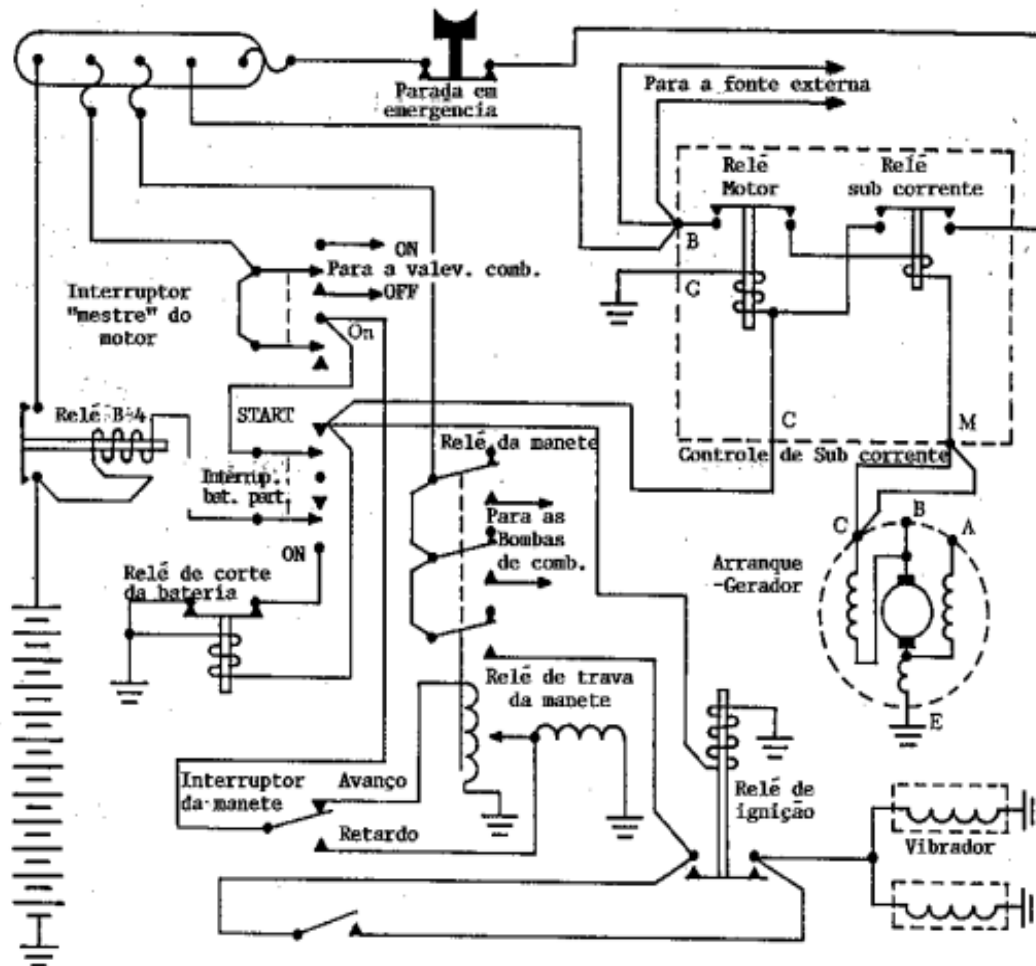 Parada em
emergencia
Para a fonte externa
Relé
Motor
Relé
sub corrente
B
G
C
M
Controle de Sub corrente
ON
Para a valev. comb.
OFF
Interruptor
"mestre" do
motor
On
Relé B-4
START
Interrup.
bat. part.
ON
Relé da manete
Para as
Bombas
de comb.
Relé de corte
da bateria
C
B
A
Arranque
-Gerador
E
Relé de trava
da manete
Interruptor
da manete
Avanço
Retardo
Relé de
ignição
Vibrador